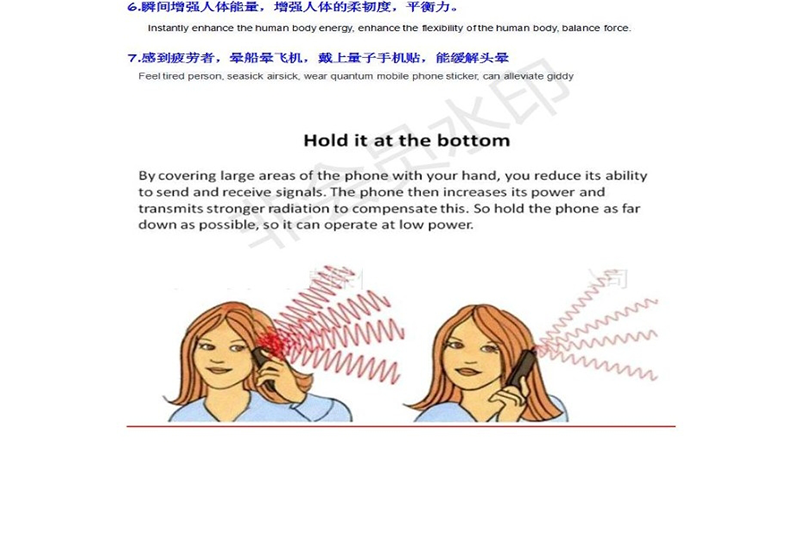 6.瞬间增强人体能量，增强人体的柔韧度，平衡力。
Instantly enhance the human body energy, enhance the flexibility of the human body, balance force.
7.感到疲劳者，晕船晕飞机，戴上量子手机贴，能缓解头晕
Feel tired person, seasick airsick, wear quantum mobile phone sticker, can alleviate giddy
非会员水印
Hold it at the bottom
By covering large areas of the phone with your hand, you reduce its ability
to send and receive signals. The phone then increases its power and
transmits stronger radiation to compensate this. So hold the phone as far
down as possible, so it can operate at low power.